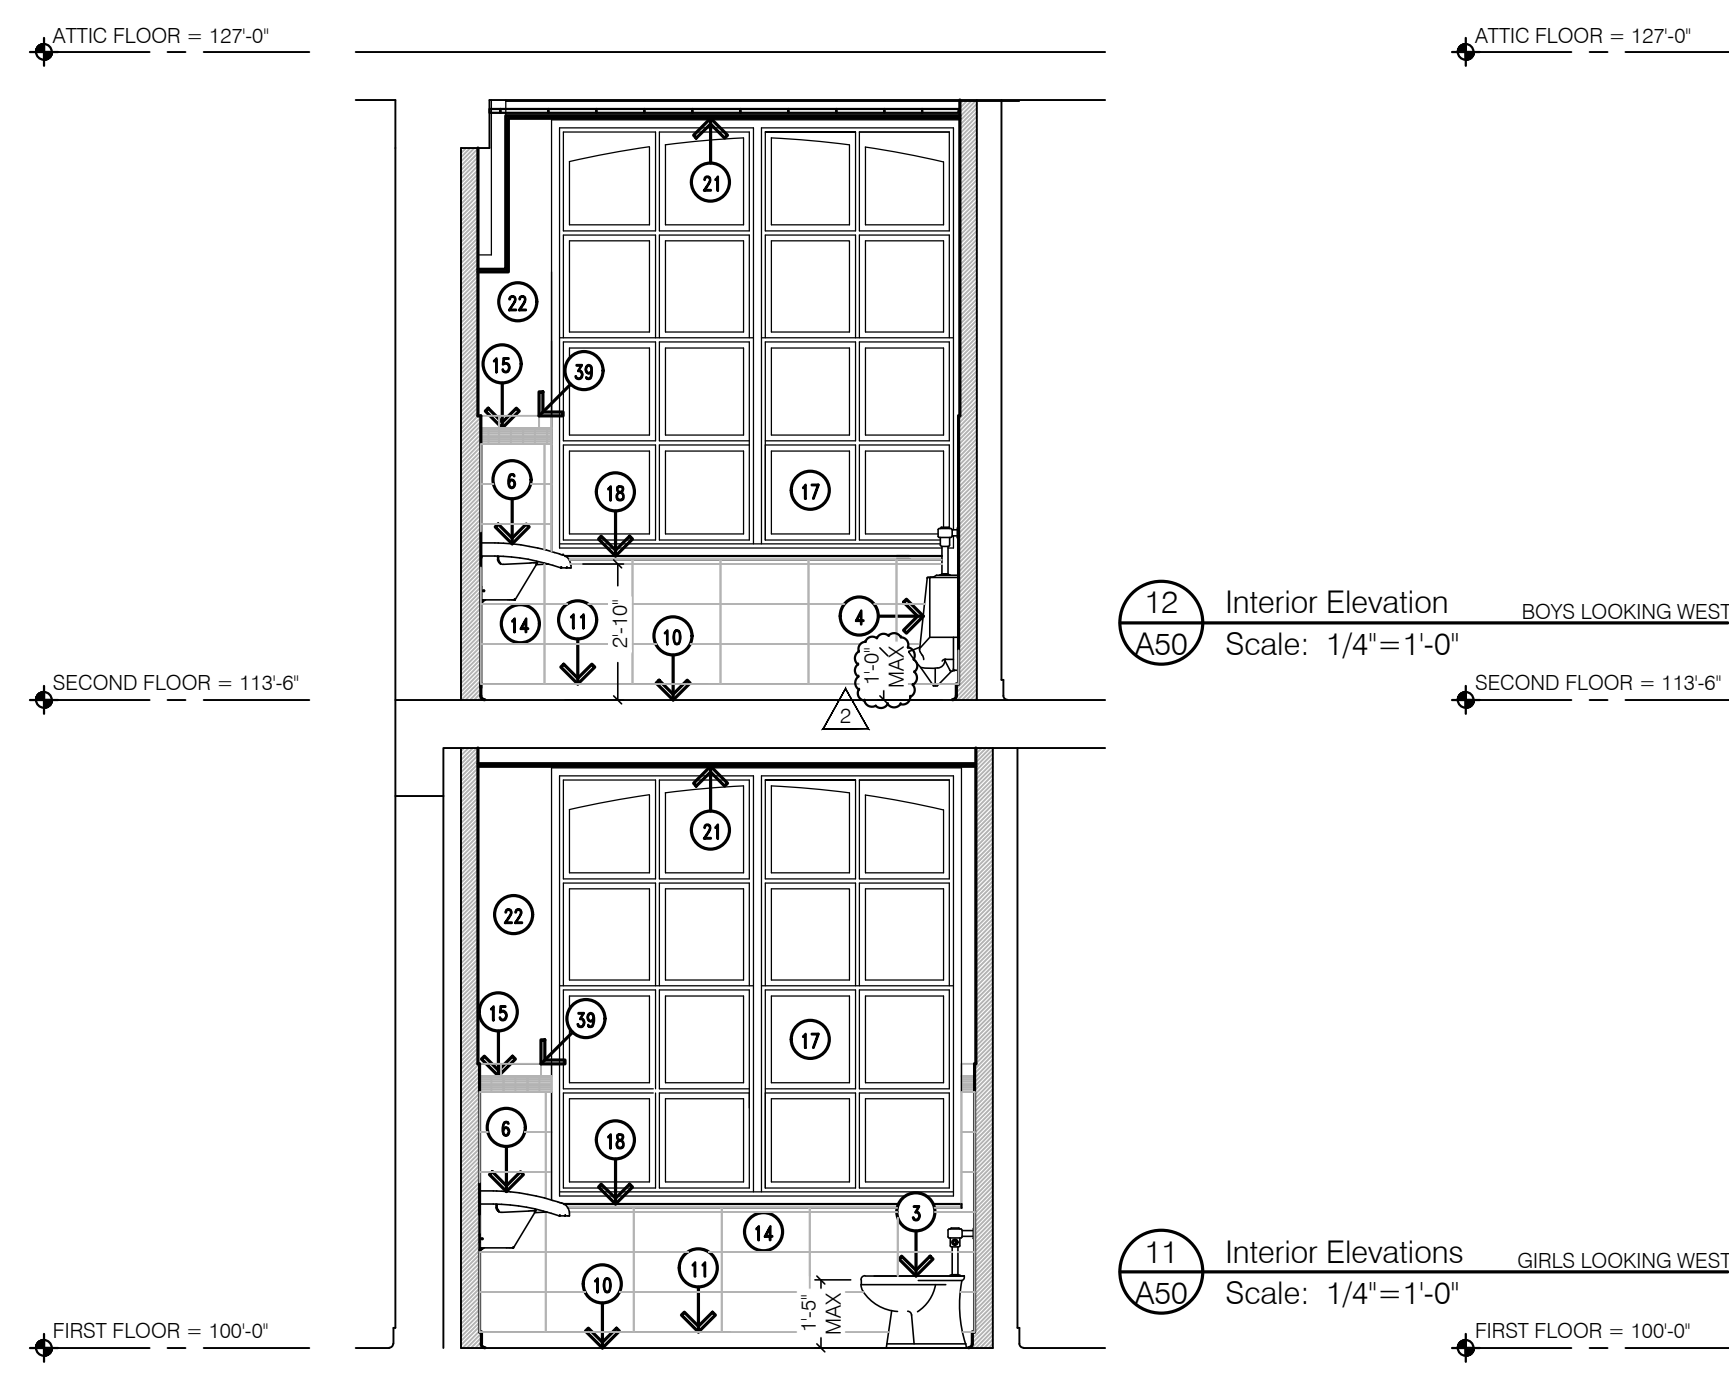 ATTIC FLOOR = 127'-0"
ATTIC FLOOR = 127'-0"
21
22
15
39
6
18
17
14
11
2'-10"
10
4
1'-0"
MAX
2
12
A50
Interior Elevation
BOYS LOOKING WEST
Scale: 1/4"=1'-0"
SECOND FLOOR = 113'-6"
SECOND FLOOR = 113'-6"
21
22
15
39
17
6
18
3
14
11
10
1'-5"
MAX
11
A50
Interior Elevations
GIRLS LOOKING WEST
Scale: 1/4"=1'-0"
FIRST FLOOR = 100'-0"
FIRST FLOOR = 100'-0"